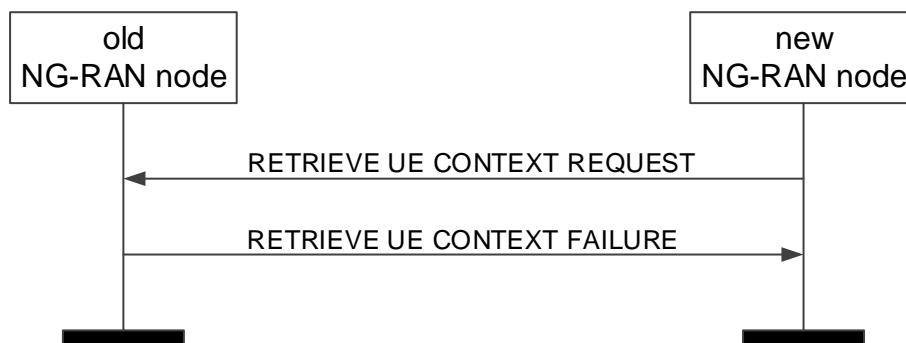 old
NG-RAN node
new
NG-RAN node
RETRIEVE UE CONTEXT REQUEST
RETRIEVE UE CONTEXT FAILURE